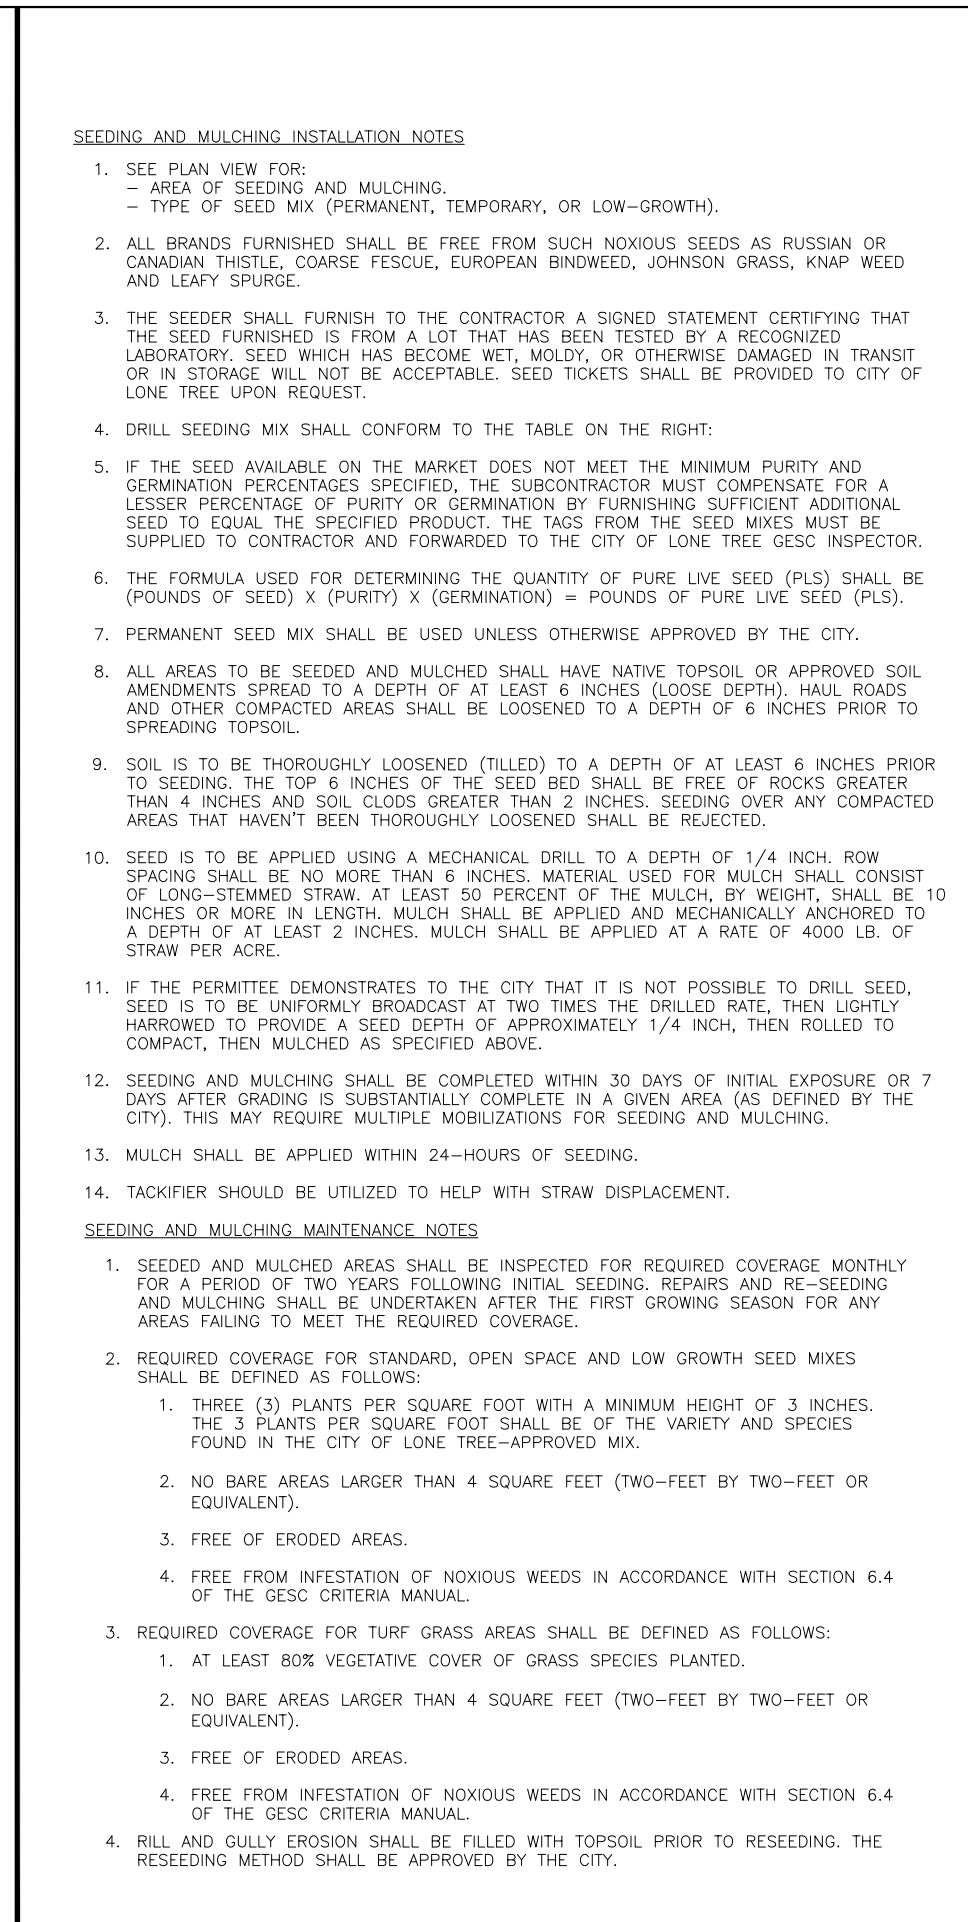 SEEDING AND MULCHING INSTALLATION NOTES
1. SEE PLAN VIEW FOR:
– AREA OF SEEDING AND MULCHING.
– TYPE OF SEED MIX (PERMANENT, TEMPORARY, OR LOW–GROWTH).
2. ALL BRANDS FURNISHED SHALL BE FREE FROM SUCH NOXIOUS SEEDS AS RUSSIAN OR
CANADIAN THISTLE, COARSE FESCUE, EUROPEAN BINDWEED, JOHNSON GRASS, KNAP WEED
AND LEAFY SPURGE.
3. THE SEEDER SHALL FURNISH TO THE CONTRACTOR A SIGNED STATEMENT CERTIFYING THAT
THE SEED FURNISHED IS FROM A LOT THAT HAS BEEN TESTED BY A RECOGNIZED
LABORATORY. SEED WHICH HAS BECOME WET, MOLDY, OR OTHERWISE DAMAGED IN TRANSIT
OR IN STORAGE WILL NOT BE ACCEPTABLE. SEED TICKETS SHALL BE PROVIDED TO CITY OF
LONE TREE UPON REQUEST.
4. DRILL SEEDING MIX SHALL CONFORM TO THE TABLE ON THE RIGHT:
5. IF THE SEED AVAILABLE ON THE MARKET DOES NOT MEET THE MINIMUM PURITY AND
GERMINATION PERCENTAGES SPECIFIED, THE SUBCONTRACTOR MUST COMPENSATE FOR A
LESSER PERCENTAGE OF PURITY OR GERMINATION BY FURNISHING SUFFICIENT ADDITIONAL
SEED TO EQUAL THE SPECIFIED PRODUCT. THE TAGS FROM THE SEED MIXES MUST BE
SUPPLIED TO CONTRACTOR AND FORWARDED TO THE CITY OF LONE TREE GESC INSPECTOR.
6. THE FORMULA USED FOR DETERMINING THE QUANTITY OF PURE LIVE SEED (PLS) SHALL BE
(POUNDS OF SEED) X (PURITY) X (GERMINATION) = POUNDS OF PURE LIVE SEED (PLS).
7. PERMANENT SEED MIX SHALL BE USED UNLESS OTHERWISE APPROVED BY THE CITY.
8. ALL AREAS TO BE SEEDED AND MULCHED SHALL HAVE NATIVE TOPSOIL OR APPROVED SOIL
AMENDMENTS SPREAD TO A DEPTH OF AT LEAST 6 INCHES (LOOSE DEPTH). HAUL ROADS
AND OTHER COMPACTED AREAS SHALL BE LOOSENED TO A DEPTH OF 6 INCHES PRIOR TO
SPREADING TOPSOIL.
9. SOIL IS TO BE THOROUGHLY LOOSENED (TILLED) TO A DEPTH OF AT LEAST 6 INCHES PRIOR
TO SEEDING. THE TOP 6 INCHES OF THE SEED BED SHALL BE FREE OF ROCKS GREATER
THAN 4 INCHES AND SOIL CLODS GREATER THAN 2 INCHES. SEEDING OVER ANY COMPACTED
AREAS THAT HAVEN'T BEEN THOROUGHLY LOOSENED SHALL BE REJECTED.
10. SEED IS TO BE APPLIED USING A MECHANICAL DRILL TO A DEPTH OF 1/4 INCH. ROW
SPACING SHALL BE NO MORE THAN 6 INCHES. MATERIAL USED FOR MULCH SHALL CONSIST
OF LONG–STEMMED STRAW. AT LEAST 50 PERCENT OF THE MULCH, BY WEIGHT, SHALL BE 10
INCHES OR MORE IN LENGTH. MULCH SHALL BE APPLIED AND MECHANICALLY ANCHORED TO
A DEPTH OF AT LEAST 2 INCHES. MULCH SHALL BE APPLIED AT A RATE OF 4000 LB. OF
STRAW PER ACRE.
11. IF THE PERMITTEE DEMONSTRATES TO THE CITY THAT IT IS NOT POSSIBLE TO DRILL SEED,
SEED IS TO BE UNIFORMLY BROADCAST AT TWO TIMES THE DRILLED RATE, THEN LIGHTLY
HARROWED TO PROVIDE A SEED DEPTH OF APPROXIMATELY 1/4 INCH, THEN ROLLED TO
COMPACT, THEN MULCHED AS SPECIFIED ABOVE.
12. SEEDING AND MULCHING SHALL BE COMPLETED WITHIN 30 DAYS OF INITIAL EXPOSURE OR 7
DAYS AFTER GRADING IS SUBSTANTIALLY COMPLETE IN A GIVEN AREA (AS DEFINED BY THE
CITY). THIS MAY REQUIRE MULTIPLE MOBILIZATIONS FOR SEEDING AND MULCHING.
13. MULCH SHALL BE APPLIED WITHIN 24–HOURS OF SEEDING.
14. TACKIFIER SHOULD BE UTILIZED TO HELP WITH STRAW DISPLACEMENT.
SEEDING AND MULCHING MAINTENANCE NOTES
1. SEEDED AND MULCHED AREAS SHALL BE INSPECTED FOR REQUIRED COVERAGE MONTHLY
FOR A PERIOD OF TWO YEARS FOLLOWING INITIAL SEEDING. REPAIRS AND RE–SEEDING
AND MULCHING SHALL BE UNDERTAKEN AFTER THE FIRST GROWING SEASON FOR ANY
AREAS FAILING TO MEET THE REQUIRED COVERAGE.
2. REQUIRED COVERAGE FOR STANDARD, OPEN SPACE AND LOW GROWTH SEED MIXES
SHALL BE DEFINED AS FOLLOWS:
1. THREE (3) PLANTS PER SQUARE FOOT WITH A MINIMUM HEIGHT OF 3 INCHES.
THE 3 PLANTS PER SQUARE FOOT SHALL BE OF THE VARIETY AND SPECIES
FOUND IN THE CITY OF LONE TREE–APPROVED MIX.
2. NO BARE AREAS LARGER THAN 4 SQUARE FEET (TWO–FEET BY TWO–FEET OR
EQUIVALENT).
3. FREE OF ERODED AREAS.
4. FREE FROM INFESTATION OF NOXIOUS WEEDS IN ACCORDANCE WITH SECTION 6.4
OF THE GESC CRITERIA MANUAL.
3. REQUIRED COVERAGE FOR TURF GRASS AREAS SHALL BE DEFINED AS FOLLOWS:
1. AT LEAST 80% VEGETATIVE COVER OF GRASS SPECIES PLANTED.
2. NO BARE AREAS LARGER THAN 4 SQUARE FEET (TWO–FEET BY TWO–FEET OR
EQUIVALENT).
3. FREE OF ERODED AREAS.
4. FREE FROM INFESTATION OF NOXIOUS WEEDS IN ACCORDANCE WITH SECTION 6.4
OF THE GESC CRITERIA MANUAL.
4. RILL AND GULLY EROSION SHALL BE FILLED WITH TOPSOIL PRIOR TO RESEEDING. THE
RESEEDING METHOD SHALL BE APPROVED BY THE CITY.